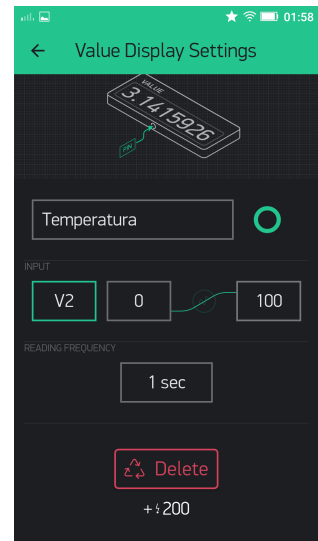 01:58
Value Display Settings
VALUE
3.1415926
PIN
Temperatura
INPUT
V2 0 100
READING FREQUENCY
1 sec
Delete
+200